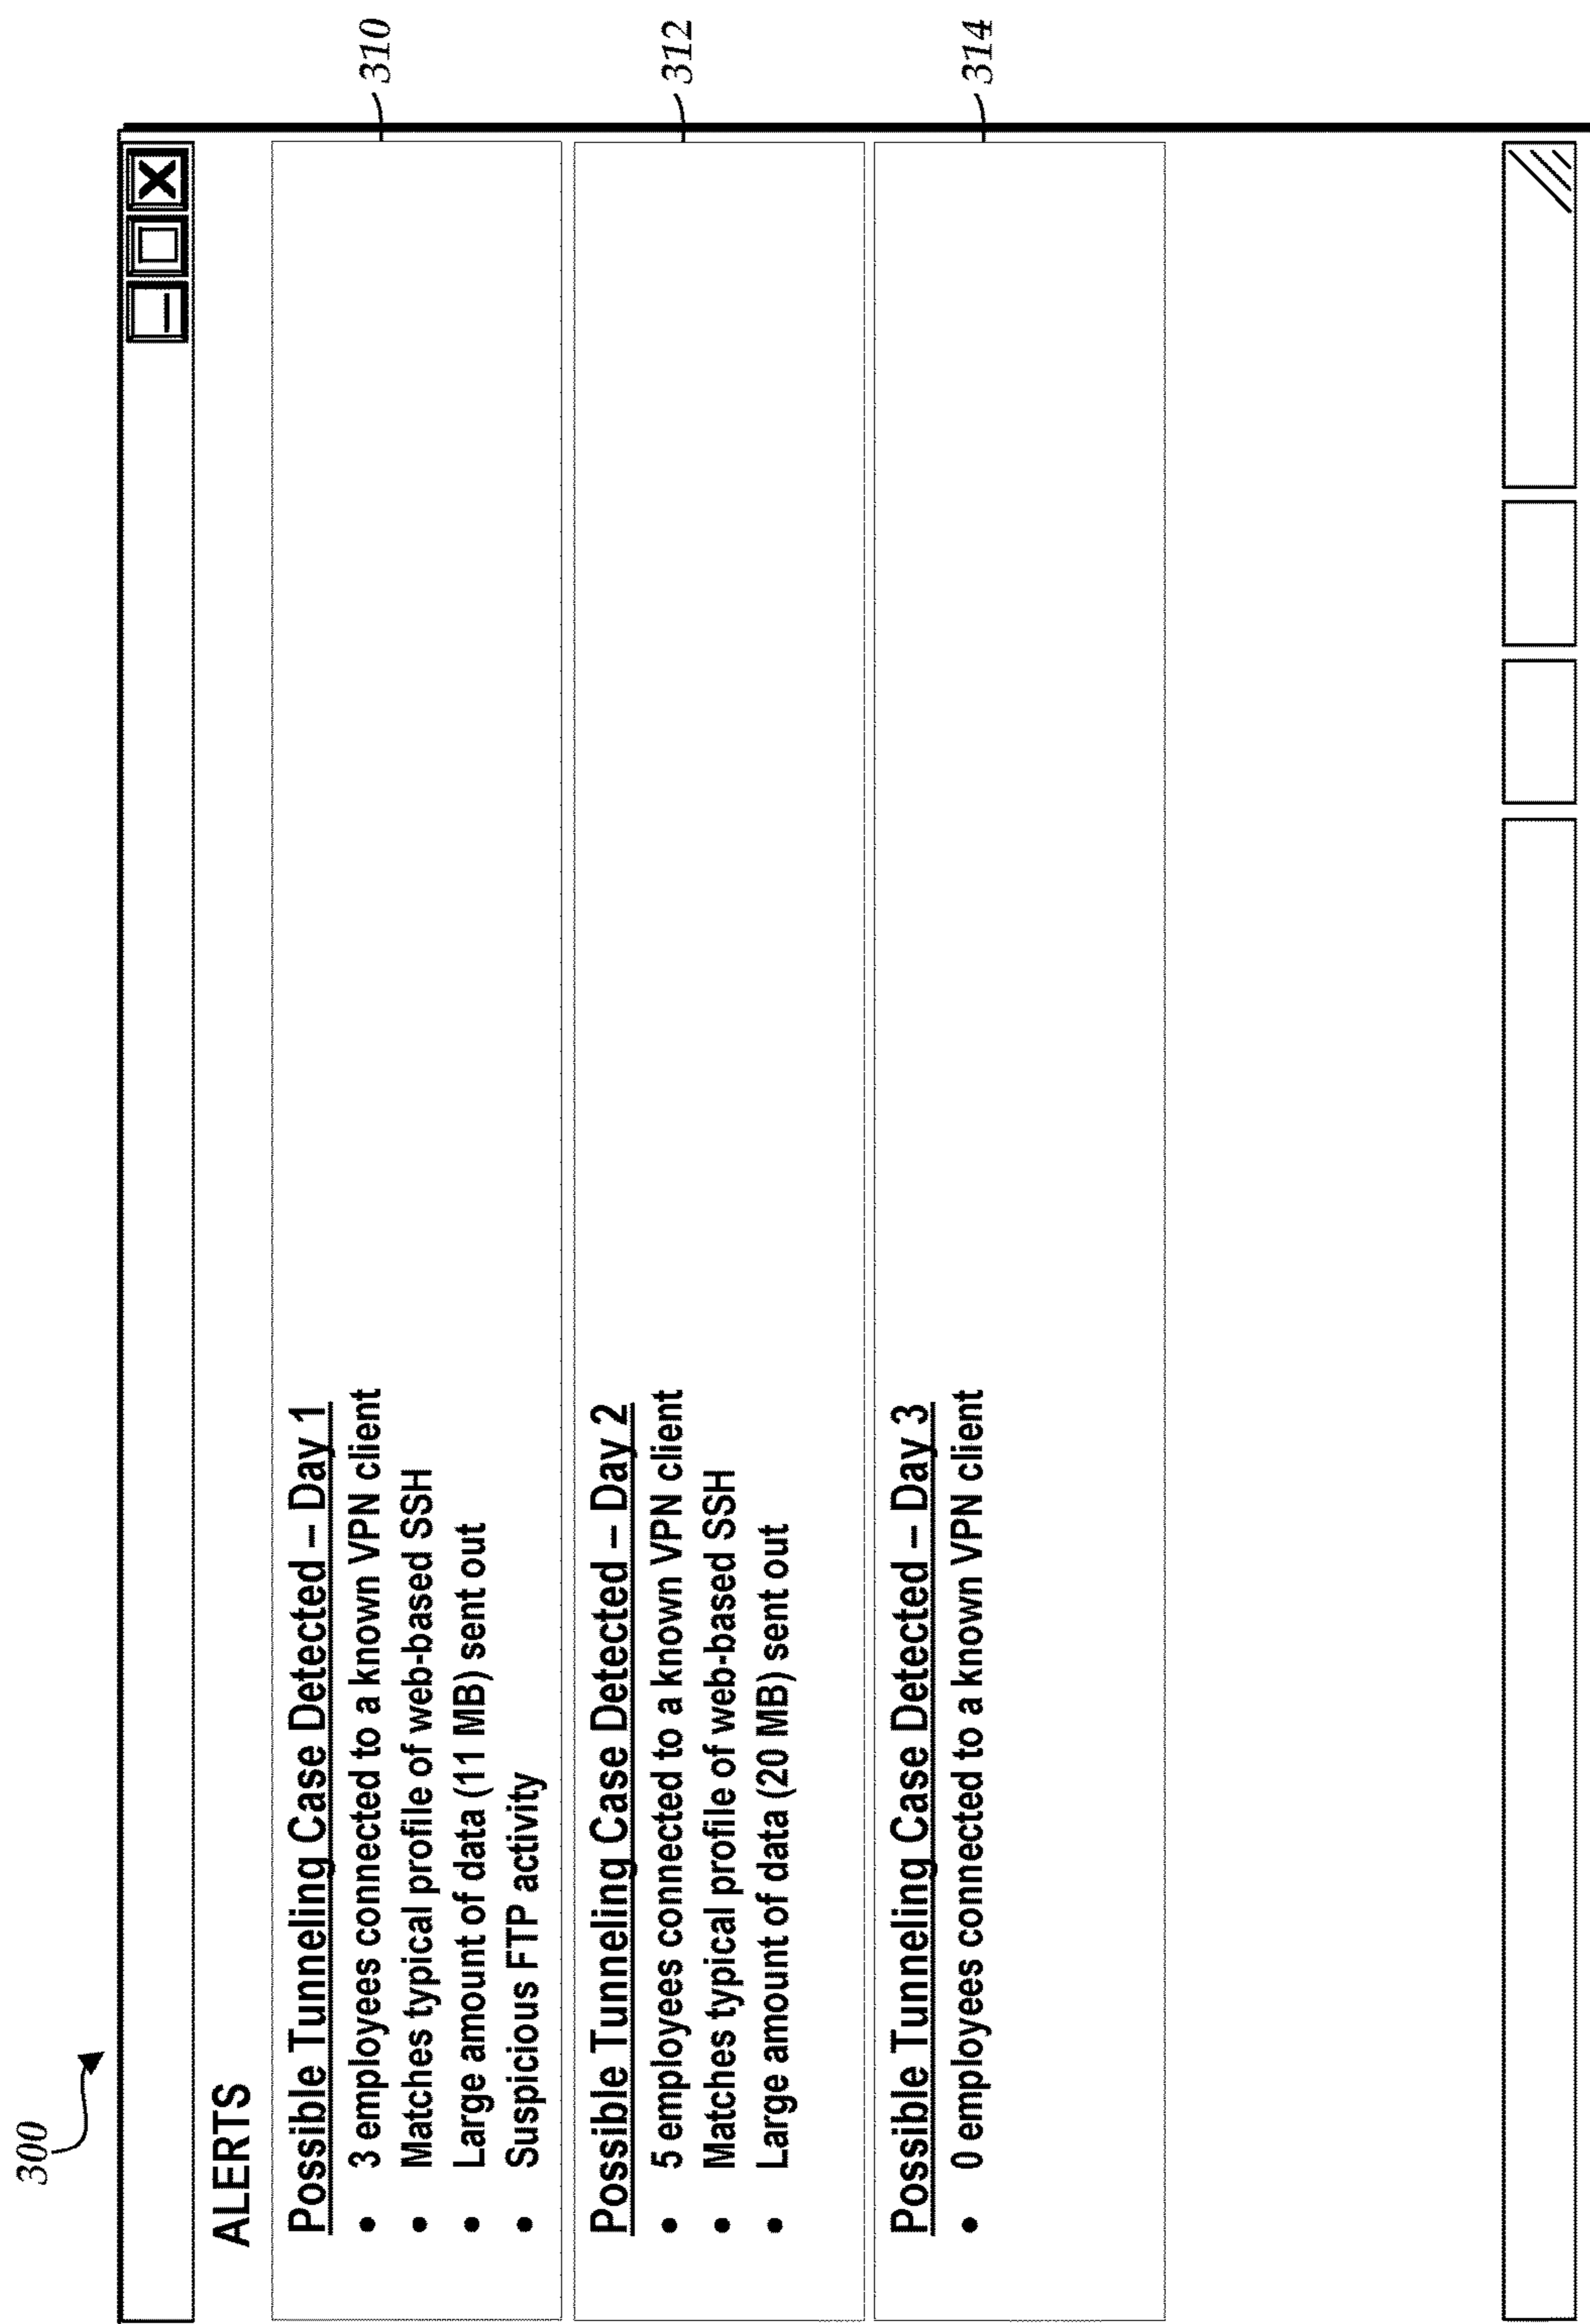 300
ALERTS
Possible Tunneling Case Detected – Day 1
• 3 employees connected to a known VPN client
• Matches typical profile of web-based SSH
• Large amount of data (11 MB) sent out
• Suspicious FTP activity
310
Possible Tunneling Case Detected – Day 2
• 5 employees connected to a known VPN client
• Matches typical profile of web-based SSH
• Large amount of data (20 MB) sent out
312
Possible Tunneling Case Detected – Day 3
• 0 employees connected to a known VPN client
314